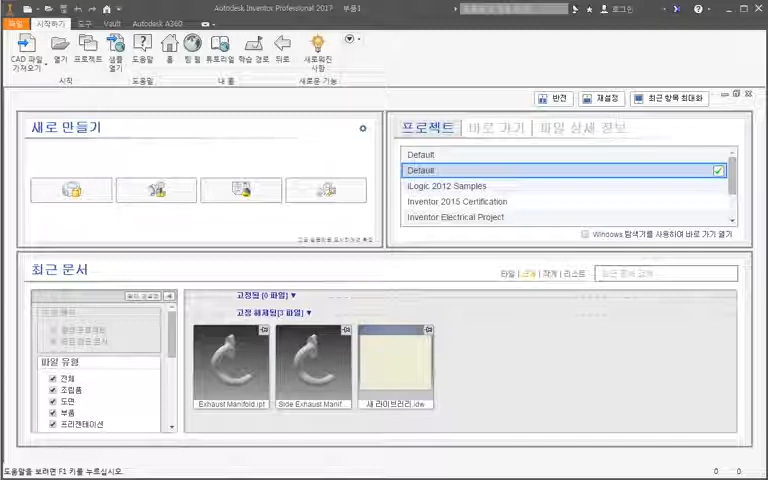 Autodesk Inventor Professional 2017 부품1
로그인
파일 시작하기 도구 Vault Autodesk A360
CAD 파일 가져오기
열기
프로젝트
샘플 열기
도움말
홈
팀 웹
튜토리얼
학습 경로
뒤로
새로워진 사항
시작
도움말
내 홈
새로운 기능
반전
재설정
최근 항목 최대화
새로 만들기
프로젝트 | 바로 가기 | 파일 상세 정보
Default
Default
iLogic 2012 Samples
Inventor 2015 Certification
Inventor Electrical Project
Windows 탐색기를 사용하여 바로 가기 열기
최근 문서
타일 | 크게 | 작게 | 리스트
고정됨 [0 파일] ▼
고정 해제됨[3 파일] ▼
파일 유형
전체
조립품
도면
부품
프리젠테이션
Exhaust Manifold.ipt
Side Exhaust Manif...
새 라이브러리.idw
도움말을 보려면 F1 키를 누르십시오.
0 0